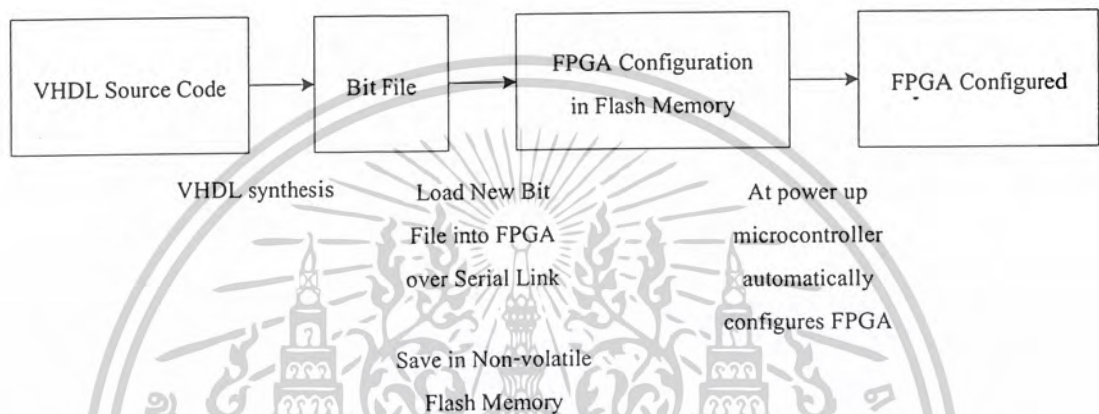 VHDL Source Code
Bit File
FPGA Configuration
in Flash Memory
FPGA Configured
VHDL synthesis
Load New Bit
File into FPGA
over Serial Link
Save in Non-volatile
Flash Memory
At power up
microcontroller
automatically
configures FPGA